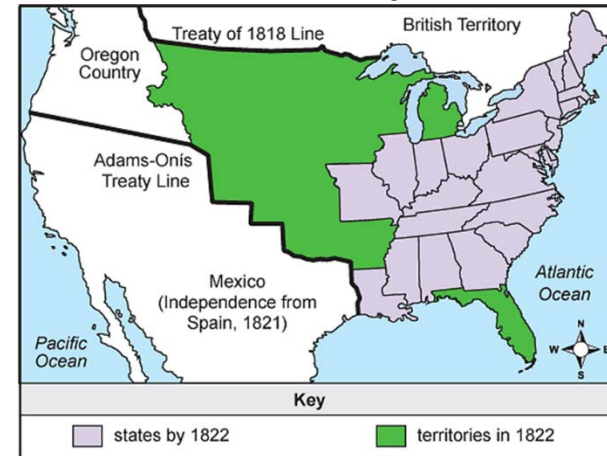 Treaty of 1818 Line
British Territory
Oregon
Country
Adams-Onís
Treaty Line
Mexico
(Independence from
Spain, 1821)
Atlantic
Ocean
Pacific
Ocean
N
W E
S
Key
states by 1822
territories in 1822